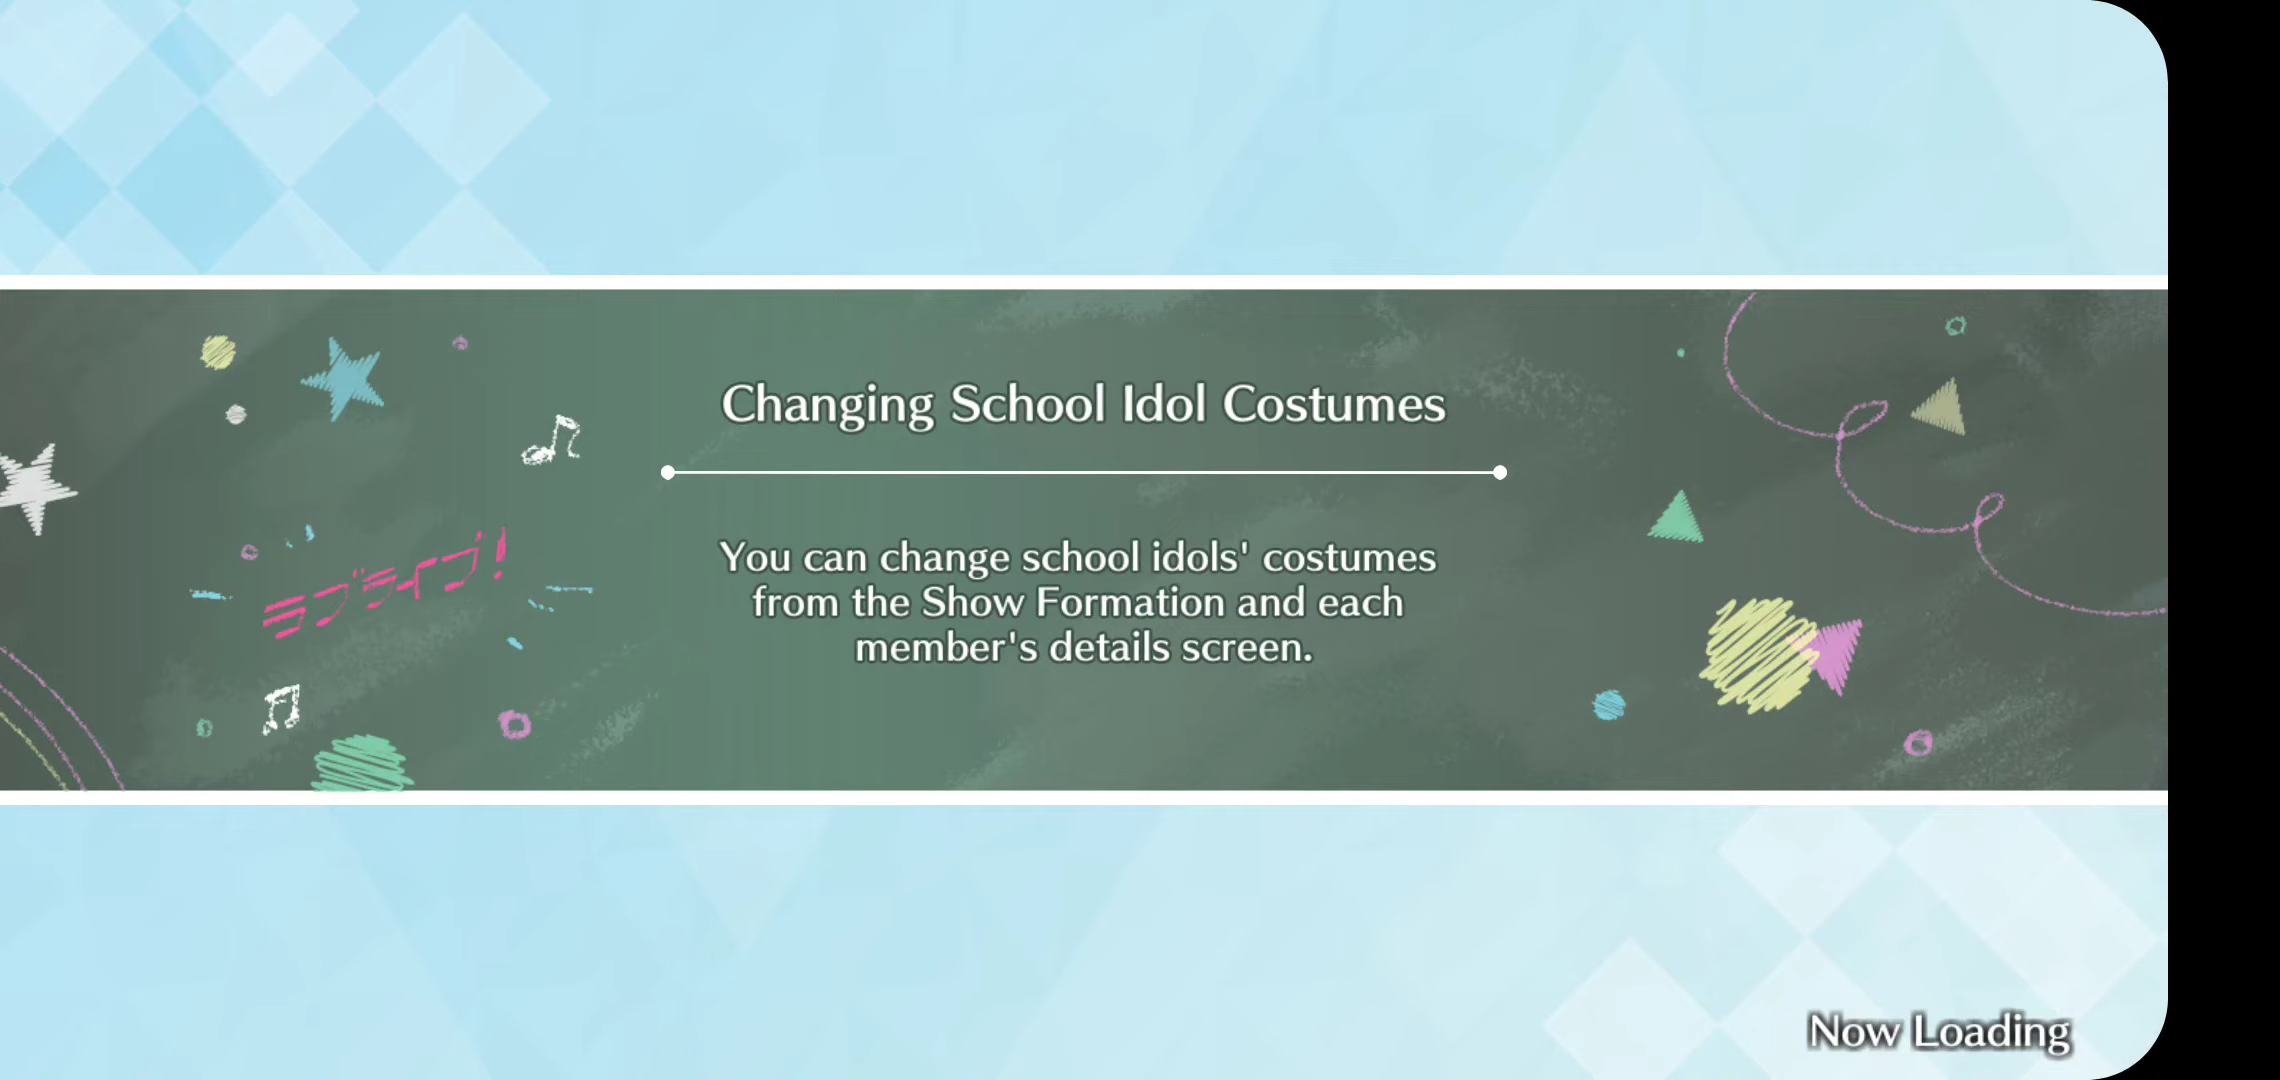 Changing School Idol Costumes
ラブライブ!
You can change school idols' costumes
from the Show Formation and each
member's details screen.
Now Loading